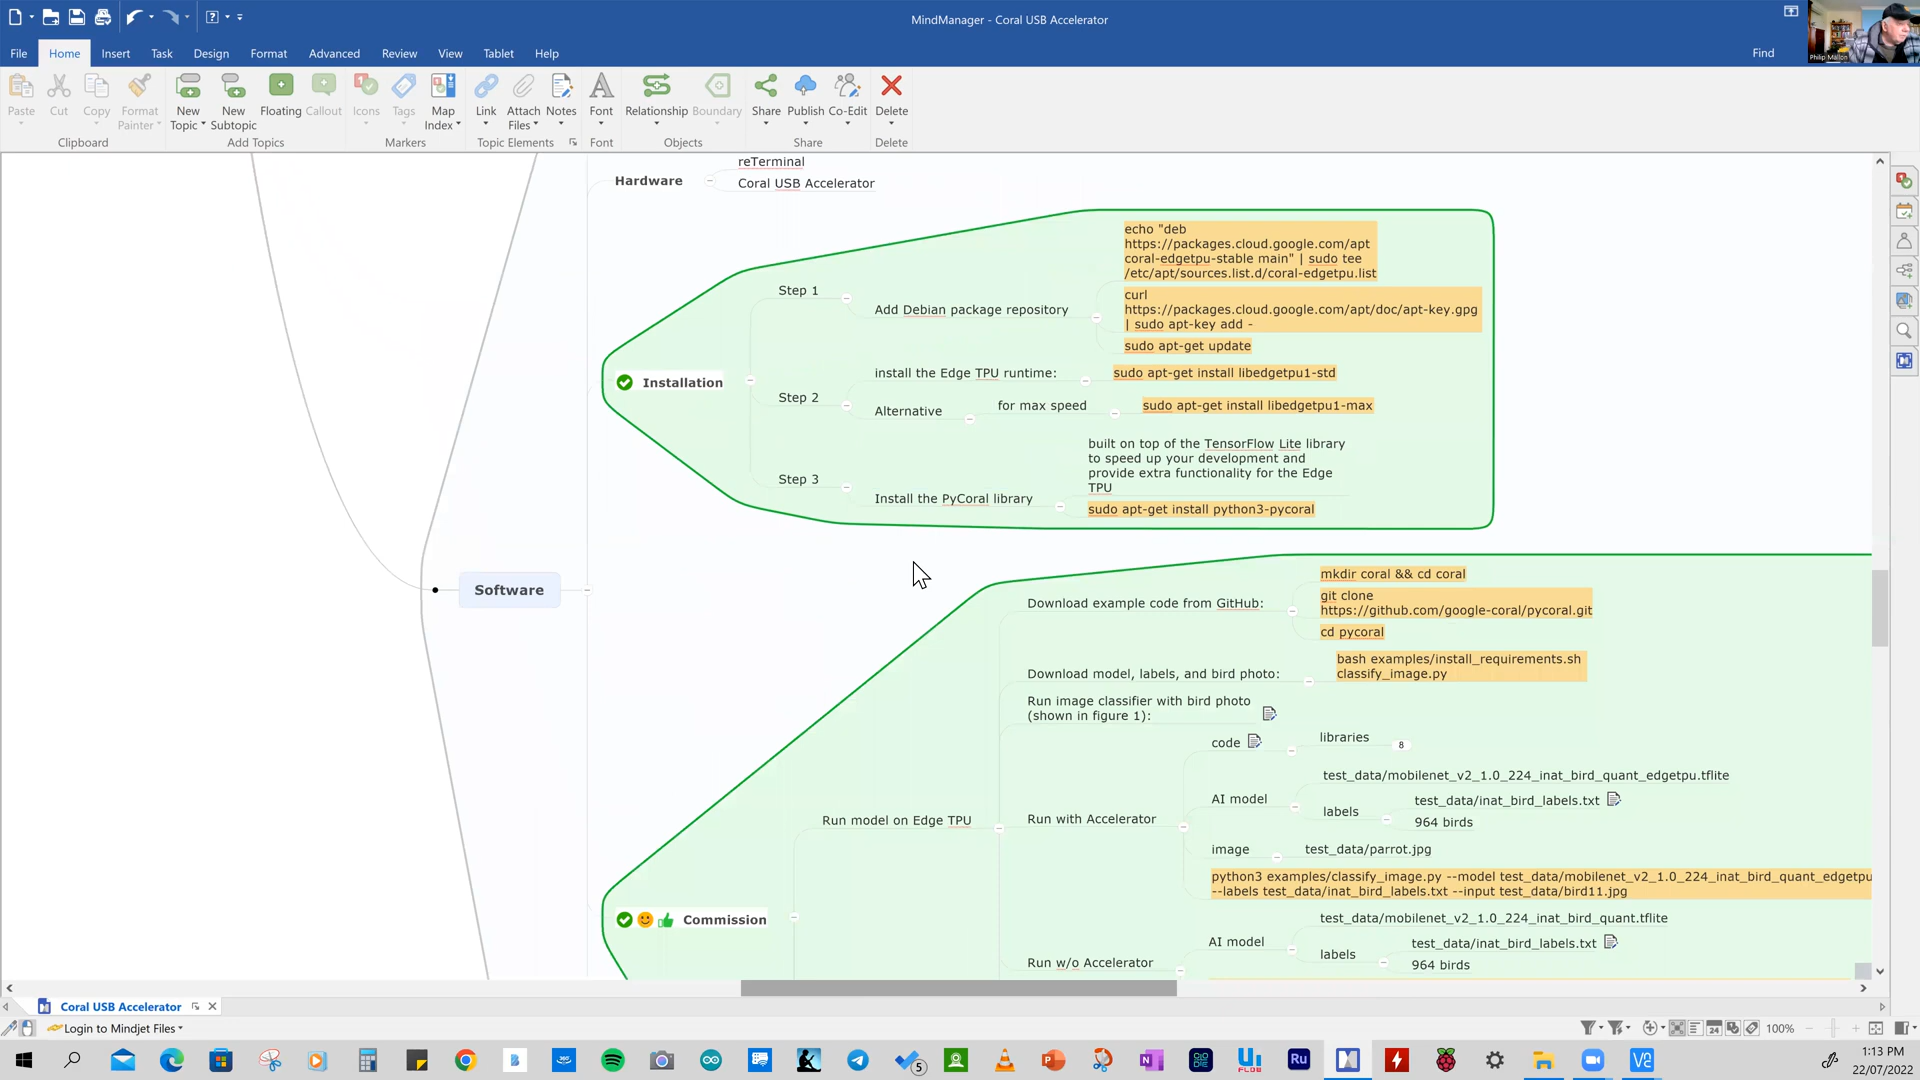 MindManager - Coral USB Accelerator
Philip Mallon
File
Home
Insert
Task
Design
Format
Advanced
Review
View
Tablet
Help
Find
Paste
Cut
Copy
Format
Painter
New
Topic
New
Subtopic
Floating
Callout
Icons
Tags
Map
Index
Link
Attach
Files
Notes
Font
Relationship
Boundary
Share
Publish
Co-Edit
Delete
Clipboard
Add Topics
Markers
Topic Elements
Font
Objects
Share
Delete
Hardware
reTerminal
Coral USB Accelerator
Installation
Step 1
Add Debian package repository
echo "deb
https://packages.cloud.google.com/apt
coral-edgetpu-stable main" | sudo tee
/etc/apt/sources.list.d/coral-edgetpu.list
curl
https://packages.cloud.google.com/apt/doc/apt-key.gpg
| sudo apt-key add -
sudo apt-get update
Step 2
install the Edge TPU runtime:
sudo apt-get install libedgetpu1-std
Alternative
for max speed
sudo apt-get install libedgetpu1-max
Step 3
Install the PyCoral library
built on top of the TensorFlow Lite library
to speed up your development and
provide extra functionality for the Edge
TPU
sudo apt-get install python3-pycoral
Software
Commission
Run model on Edge TPU
Download example code from GitHub:
mkdir coral && cd coral
git clone
https://github.com/google-coral/pycoral.git
cd pycoral
Download model, labels, and bird photo:
bash examples/install_requirements.sh
classify_image.py
Run image classifier with bird photo
(shown in figure 1):
Run with Accelerator
code
libraries
8
AI model
test_data/mobilenet_v2_1.0_224_inat_bird_quant_edgetpu.tflite
labels
test_data/inat_bird_labels.txt
964 birds
image
test_data/parrot.jpg
python3 examples/classify_image.py --model test_data/mobilenet_v2_1.0_224_inat_bird_quant_edgetpu
--labels test_data/inat_bird_labels.txt --input test_data/bird11.jpg
Run w/o Accelerator
AI model
test_data/mobilenet_v2_1.0_224_inat_bird_quant.tflite
labels
test_data/inat_bird_labels.txt
964 birds
Coral USB Accelerator
Login to Mindjet Files
100%
5
Ru
1:13 PM
22/07/2022